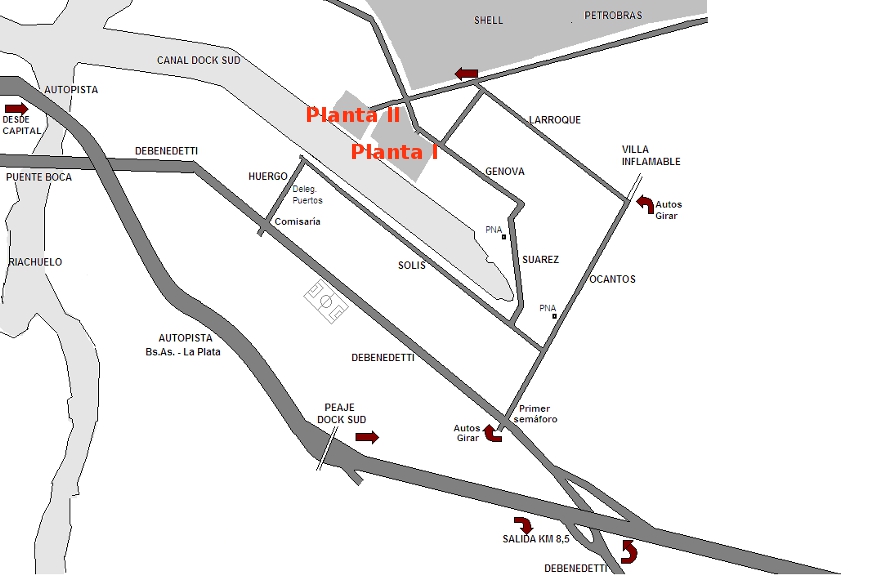 SHELL
PETROBRAS
CANAL DOCK SUD
AUTOPISTA
DESDE
CAPITAL
Planta II
Planta I
LARROQUE
DEBENEDETTI
VILLA
INFLAMABLE
PUENTE BOCA
HUERGO
GENOVA
Deleg.
Puertos
Autos
Girar
Comisaría
PNA
RIACHUELO
SOLIS
SUAREZ
OCANTOS
PNA
AUTOPISTA
Bs.As. - La Plata
DEBENEDETTI
PEAJE
DOCK SUD
Primer
semáforo
Autos
Girar
SALIDA KM 8,5
DEBENEDETTI